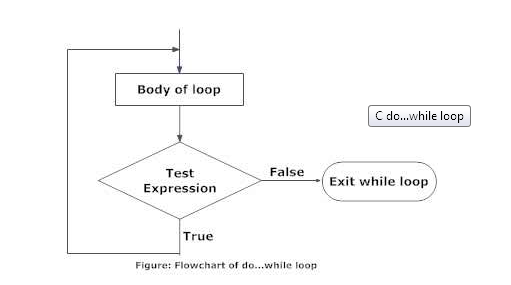 Body of loop
C do...while loop
Test
Expression
False
Exit while loop
True
Figure: Flowchart of do...while loop